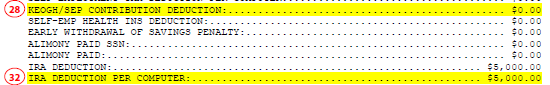 28 KEOGH/SEP CONTRIBUTION DEDUCTION:.......................................... $0.00
SELF-EMP HEALTH INS DEDUCTION:............................................. $0.00
EARLY WITHDRAWAL OF SAVINGS PENALTY:....................................... $0.00
ALIMONY PAID SSN:.......................................................... $0.00
ALIMONY PAID:.............................................................. $0.00
IRA DEDUCTION:......................................................... $5,000.00
32 IRA DEDUCTION PER COMPUTER:............................................ $5,000.00